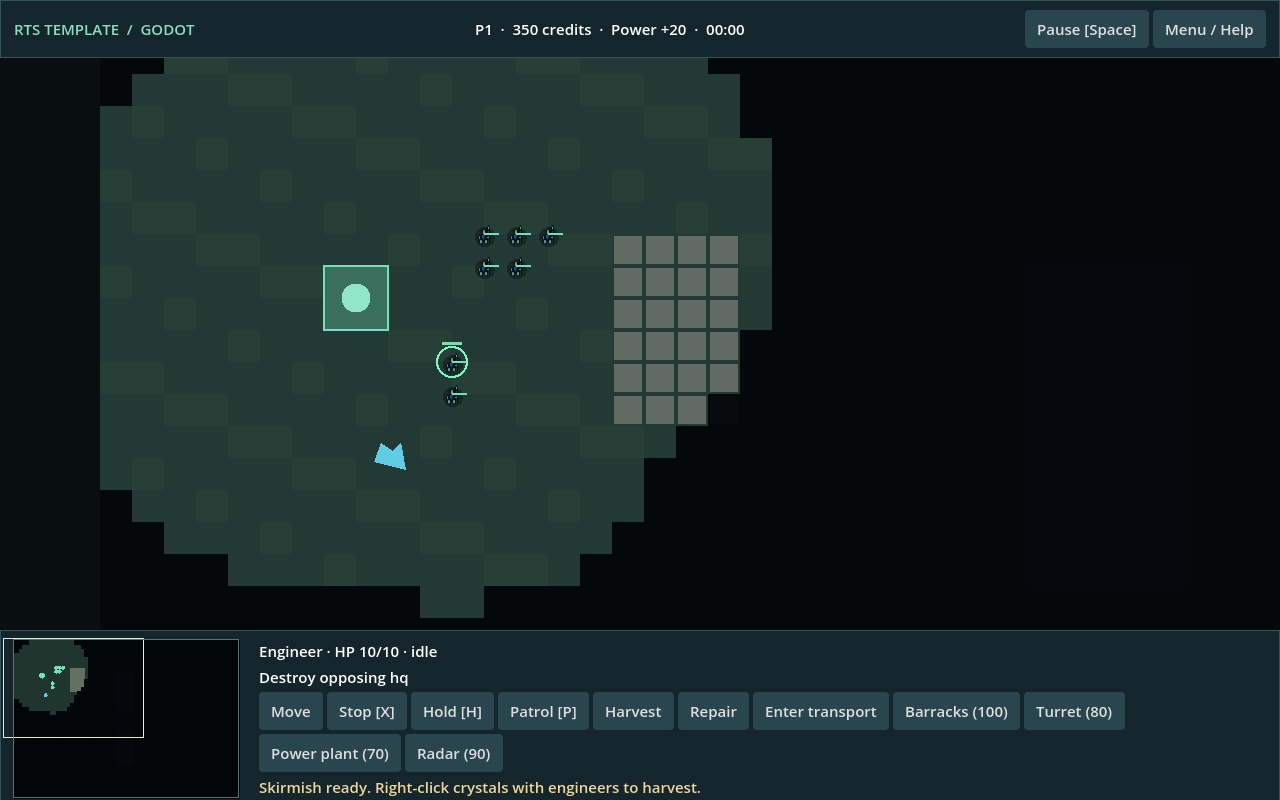 RTS TEMPLATE / GODOT
P1 · 350 credits · Power +20 · 00:00
Pause [Space]
Menu / Help
Engineer · HP 10/10 · idle
Destroy opposing hq
Move
Stop [X]
Hold [H]
Patrol [P]
Harvest
Repair
Enter transport
Barracks (100)
Turret (80)
Power plant (70)
Radar (90)
Skirmish ready. Right-click crystals with engineers to harvest.